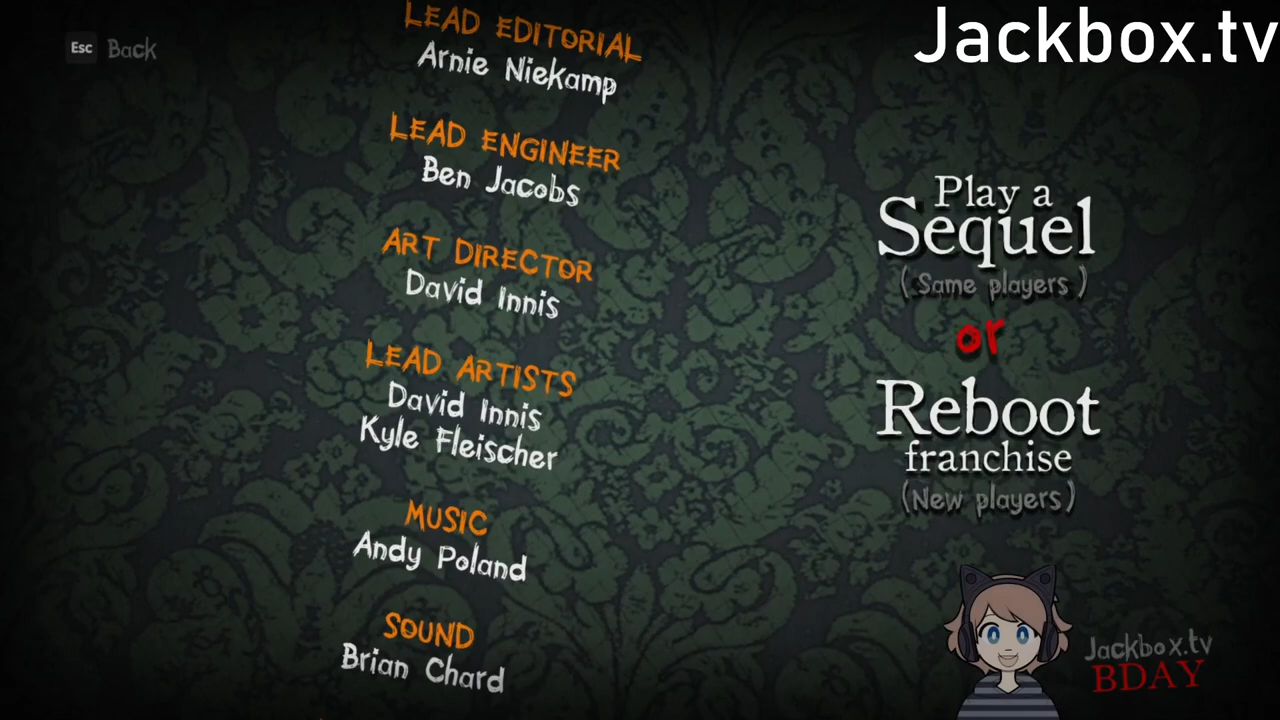 Jackbox.tv
Esc Back
LEAD EDITORIAL
Arnie Niekamp
LEAD ENGINEER
Ben Jacobs
ART DIRECTOR
David Innis
LEAD ARTISTS
David Innis
Kyle Fleischer
MUSIC
Andy Poland
SOUND
Brian Chard
Play a
Sequel
(Same players)
or
Reboot
franchise
(New players)
Jackbox.tv
BDAY